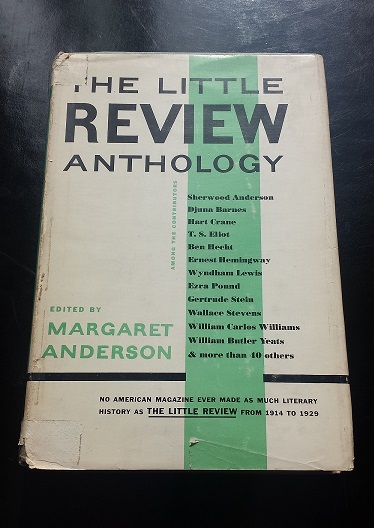 THE LITTLE
REVIEW
ANTHOLOGY
AMONG THE CONTRIBUTORS
Sherwood Anderson
Djuna Barnes
Hart Crane
T. S. Eliot
Ben Hecht
Ernest Hemingway
Wyndham Lewis
Ezra Pound
Gertrude Stein
Wallace Stevens
William Carlos Williams
William Butler Yeats
& more than 40 others
EDITED BY
MARGARET
ANDERSON
NO AMERICAN MAGAZINE EVER MADE AS MUCH LITERARY
HISTORY AS THE LITTLE REVIEW FROM 1914 TO 1929